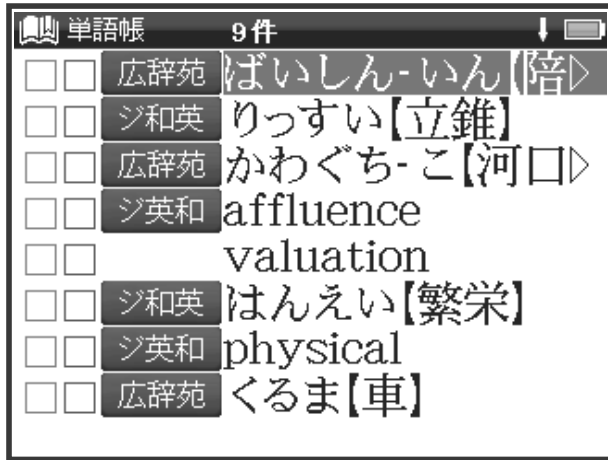 単語帳 9件
広辞苑 ばいしん‐いん【陪▷
ジ和英 りっすい【立錐】
広辞苑 かわぐち‐こ【河口▷
ジ英和 affluence
valuation
ジ和英 はんえい【繁栄】
ジ英和 physical
広辞苑 くるま【車】